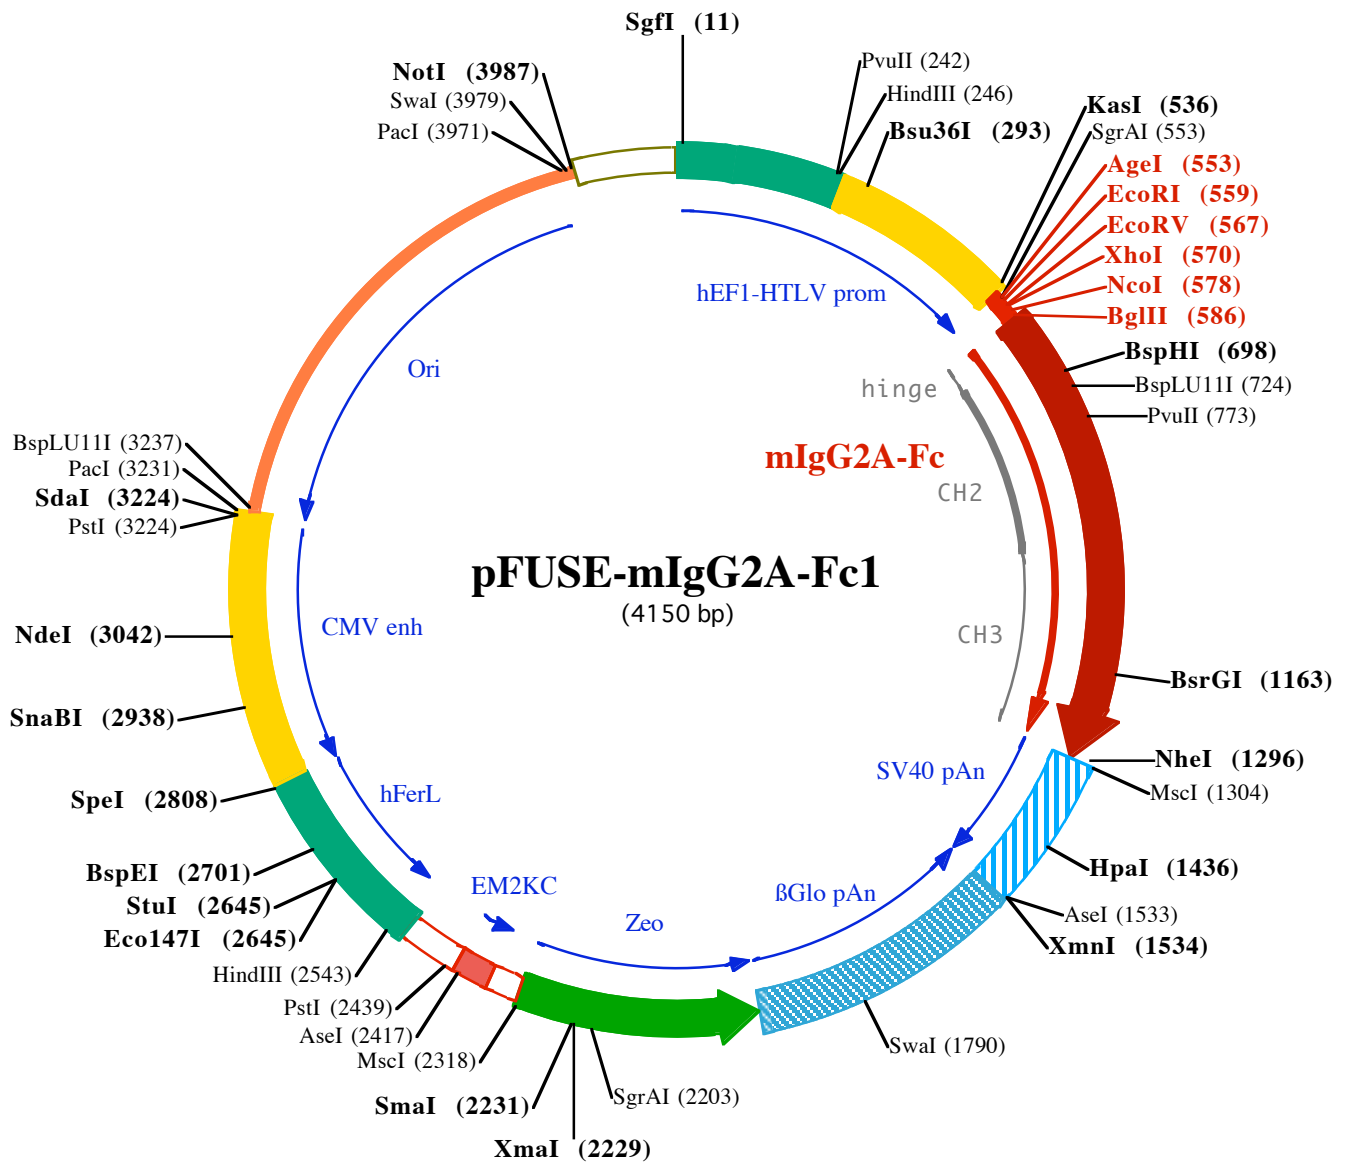 SgfI (11)
NotI (3987)
SwaI (3979)
PacI (3971)
PvuII (242)
HindIII (246)
Bsu36I (293)
KasI (536)
SgrAI (553)
AgeI (553)
EcoRI (559)
EcoRV (567)
XhoI (570)
NcoI (578)
BglII (586)
BspHI (698)
BspLU11I (724)
PvuII (773)
hEF1-HTLV prom
Ori
hinge
mIgG2A-Fc
CH2
BspLU11I (3237)
PacI (3231)
SdaI (3224)
PstI (3224)
pFUSE-mIgG2A-Fc1
(4150 bp)
CMV enh
CH3
NdeI (3042)
SnaBI (2938)
BsrGI (1163)
NheI (1296)
MscI (1304)
SV40 pAn
hFerL
SpeI (2808)
HpaI (1436)
BspEI (2701)
StuI (2645)
Eco147I (2645)
EM2KC
Zeo
ßGlo pAn
AseI (1533)
XmnI (1534)
HindIII (2543)
PstI (2439)
AseI (2417)
MscI (2318)
SwaI (1790)
SmaI (2231)
SgrAI (2203)
XmaI (2229)